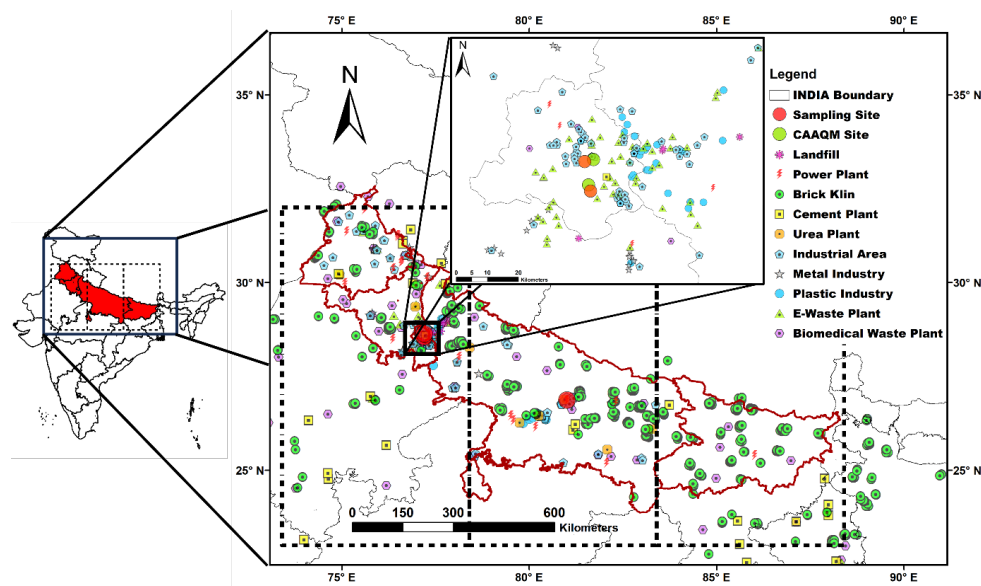 75° E 80° E 85° E 90° E
N
N
Legend
INDIA Boundary
Sampling Site
CAAQM Site
Landfill
Power Plant
Brick Klin
Cement Plant
Urea Plant
Industrial Area
Metal Industry
Plastic Industry
E-Waste Plant
Biomedical Waste Plant
0 5 10 20
Kilometers
35° N 35° N
30° N 30° N
25° N 25° N
0 150 300 600
Kilometers
75° E 80° E 85° E 90° E